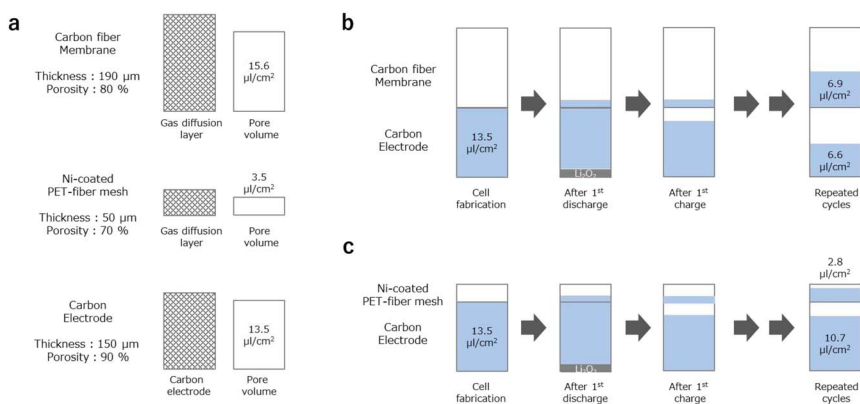 a
Carbon fiber
Membrane
Thickness : 190 μm
Porosity : 80 %
15.6
μl/cm²
Gas diffusion
layer
Pore
volume
Ni-coated
PET-fiber mesh
Thickness : 50 μm
Porosity : 70 %
3.5
μl/cm²
Gas diffusion
layer
Pore
volume
Carbon
Electrode
Thickness : 150 μm
Porosity : 90 %
13.5
μl/cm²
Carbon
electrode
Pore
volume
b
Carbon fiber
Membrane
Carbon
Electrode
13.5
μl/cm²
Li₂O₂
6.9
μl/cm²
6.6
μl/cm²
Cell
fabrication
After 1st
discharge
After 1st
charge
Repeated
cycles
c
Ni-coated
PET-fiber mesh
Carbon
Electrode
13.5
μl/cm²
Li₂O₂
2.8
μl/cm²
10.7
μl/cm²
Cell
fabrication
After 1st
discharge
After 1st
charge
Repeated
cycles